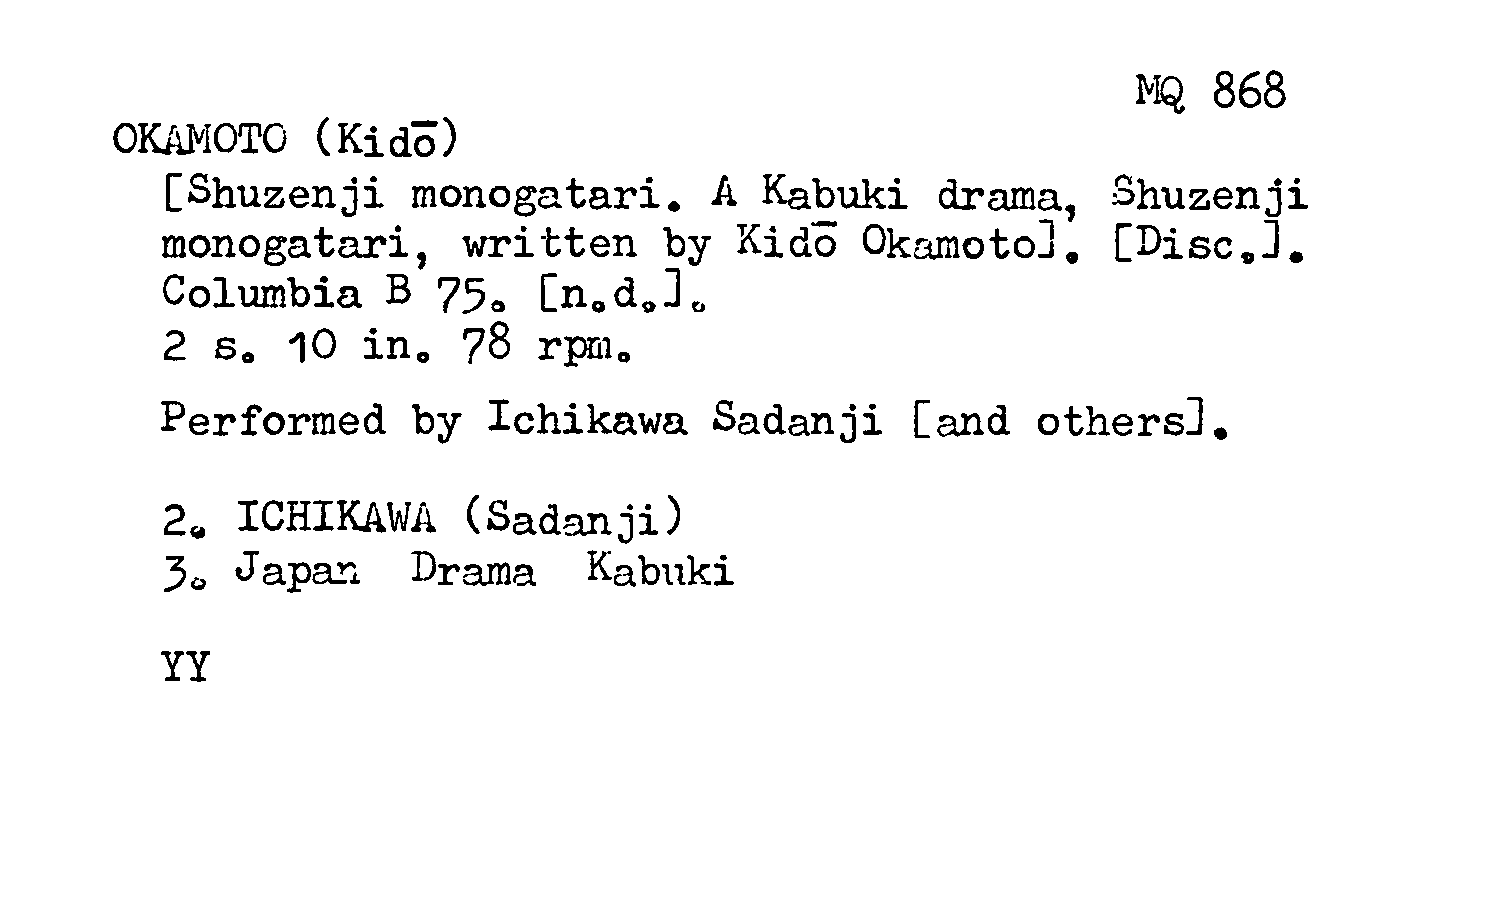 MQ 868
OKAMOTO (Kidō)
[Shuzenji monogatari. A Kabuki drama, Shuzenji
monogatari, written by Kidō Okamoto]. [Disc.].
Columbia B 75. [n.d.].
2 s. 10 in. 78 rpm.
Performed by Ichikawa Sadanji [and others].
2. ICHIKAWA (Sadanji)
3. Japan Drama Kabuki
YY